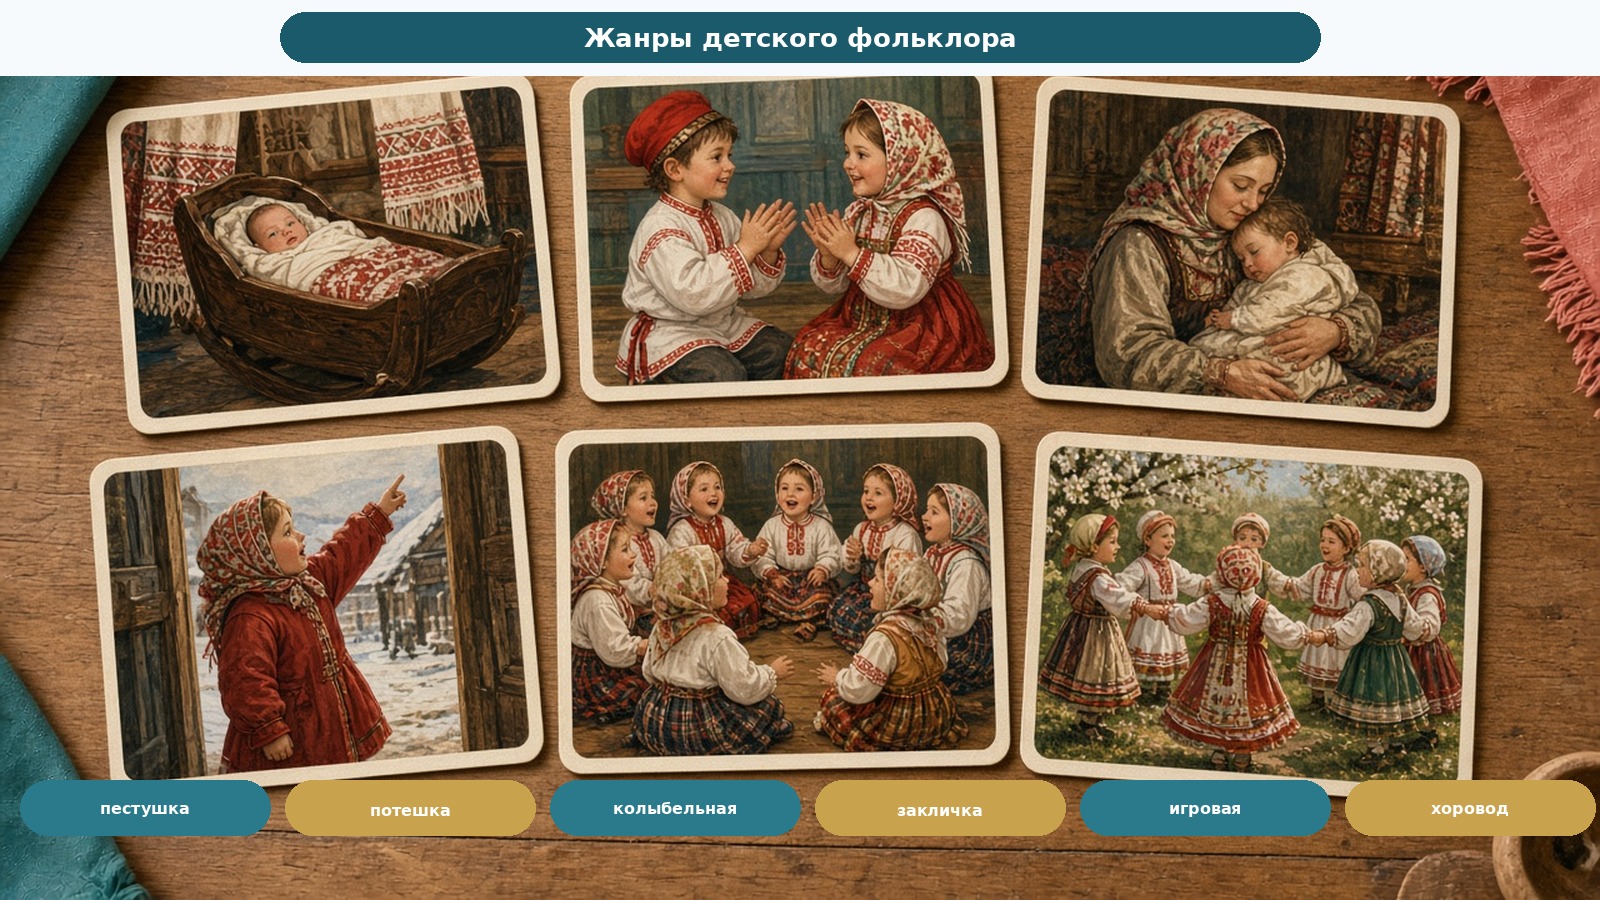 Жанры детского фольклора
пестушка
потешка
колыбельная
закличка
игровая
хоровод